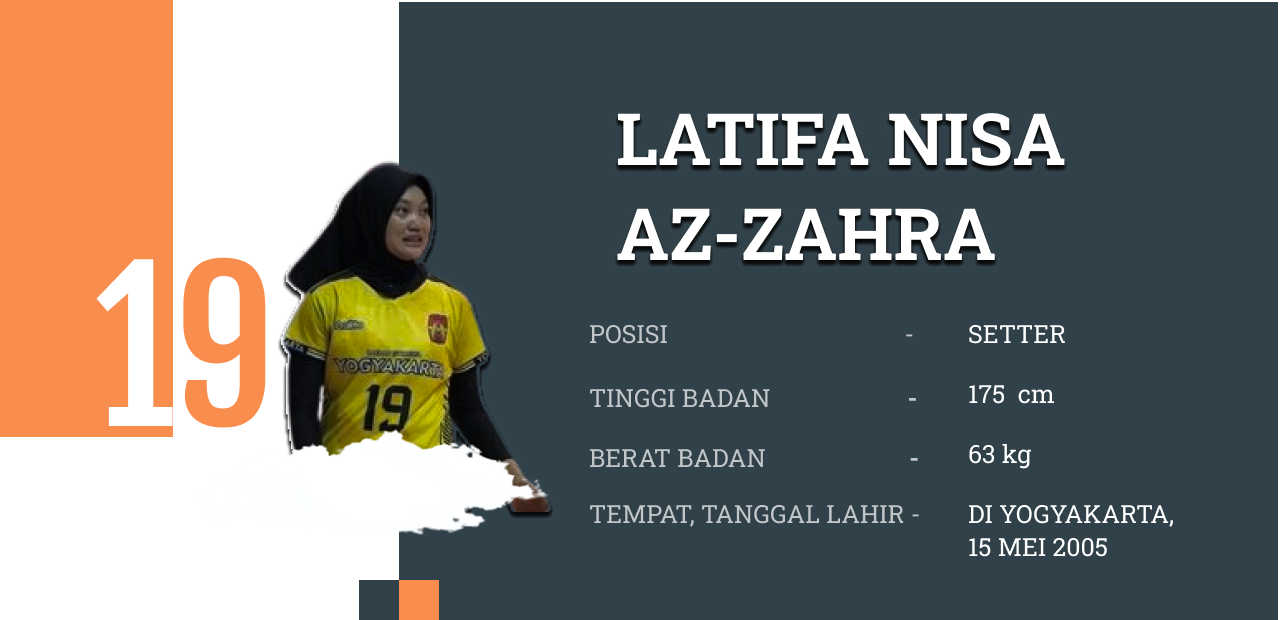 19
LATIFA NISA
AZ-ZAHRA
YOGYAKARTA
19
POSISI - SETTER
TINGGI BADAN - 175 cm
BERAT BADAN - 63 kg
TEMPAT, TANGGAL LAHIR - DI YOGYAKARTA,
15 MEI 2005